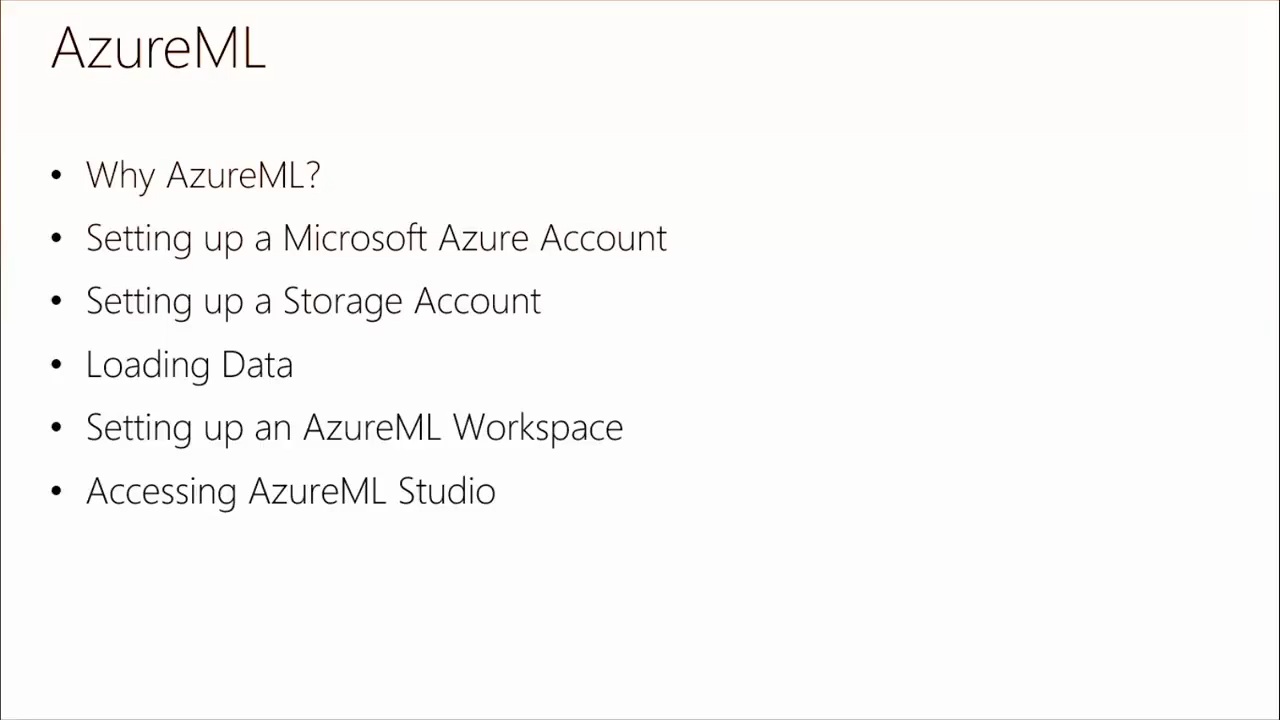 AzureML
• Why AzureML?
• Setting up a Microsoft Azure Account
• Setting up a Storage Account
• Loading Data
• Setting up an AzureML Workspace
• Accessing AzureML Studio